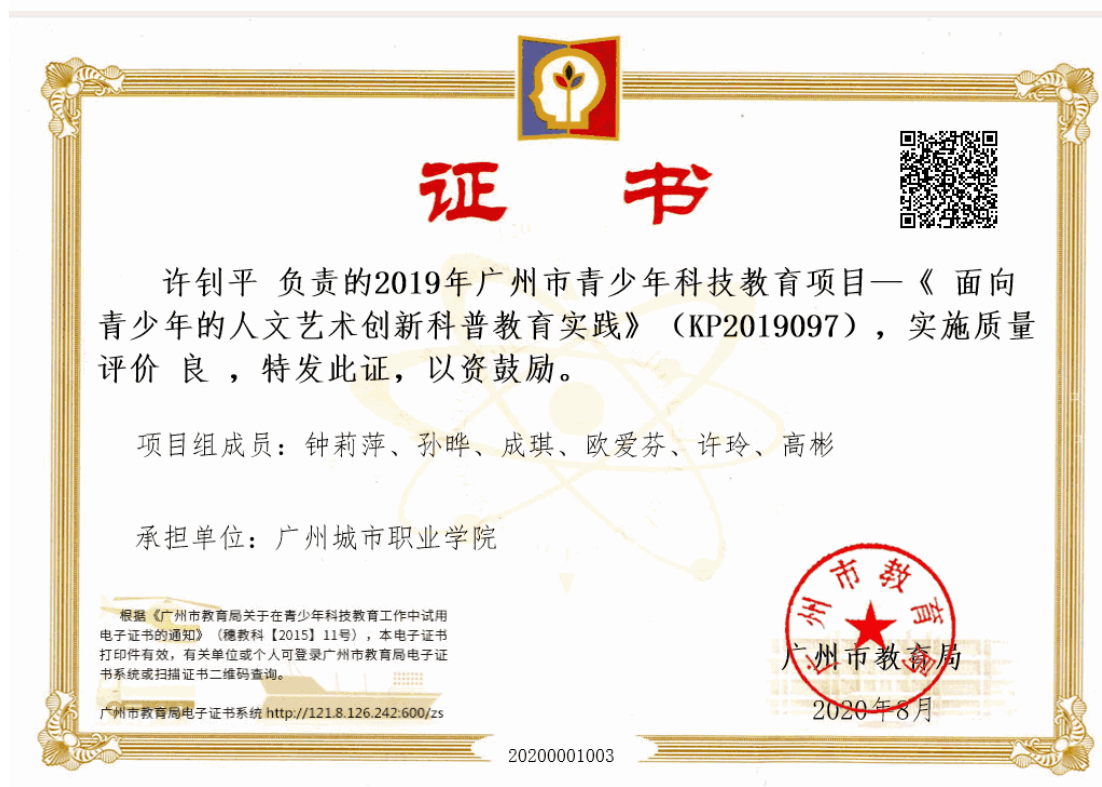 证 书
许钊平 负责的2019年广州市青少年科技教育项目—《 面向
青少年的人文艺术创新科普教育实践》（KP2019097），实施质量
评价 良 ，特发此证，以资鼓励。
项目组成员：钟莉萍、孙晔、成琪、欧爱芬、许玲、高彬
承担单位：广州城市职业学院
根据《广州市教育局关于在青少年科技教育工作中试用
电子证书的通知》（穗教科【2015】11号），本电子证书
打印件有效，有关单位或个人可登录广州市教育局电子证
书系统或扫描证书二维码查询。
广州市教育局电子证书系统 http://121.8.126.242:600/zs
广州市教育局
广州市教育局
2020年8月
20200001003